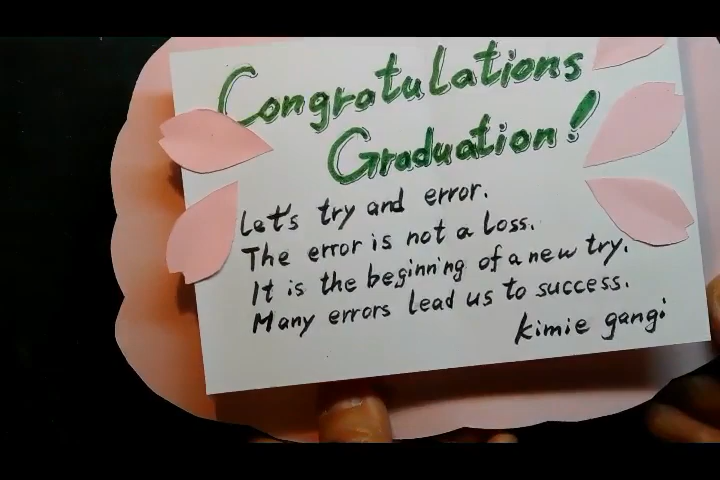 Congratulations
Graduation!
Let's try and error.
The error is not a loss.
It is the beginning of a new try.
Many errors lead us to success.
kimie gangi